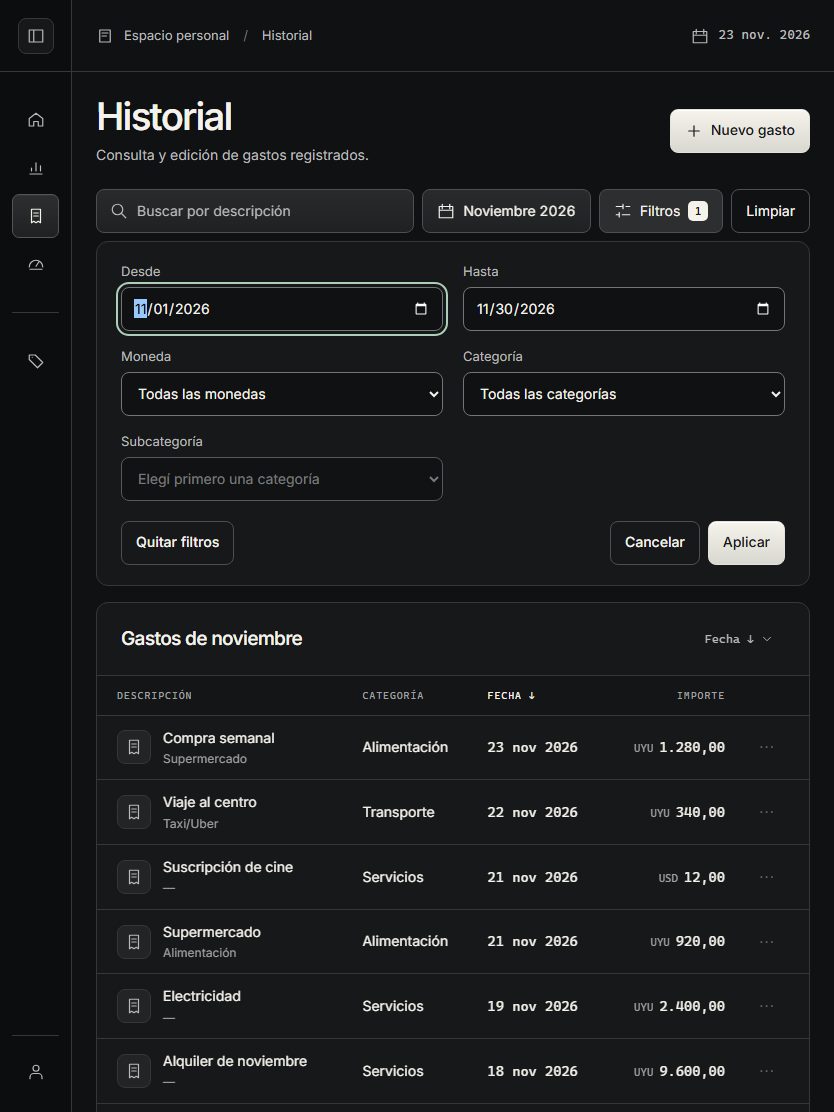 Espacio personal / Historial
23 nov. 2026
Historial
Consulta y edición de gastos registrados.
Nuevo gasto
Buscar por descripción
Noviembre 2026
Filtros 1
Limpiar
Desde
Hasta
11/01/2026
11/30/2026
Moneda
Categoría
Todas las monedas
Todas las categorías
Subcategoría
Elegí primero una categoría
Quitar filtros
Cancelar
Aplicar
Gastos de noviembre
Fecha ↓
DESCRIPCIÓN CATEGORÍA FECHA ↓ IMPORTE
Compra semanal
Supermercado
Alimentación 23 nov 2026 UYU 1.280,00 ···
Viaje al centro
Taxi/Uber
Transporte 22 nov 2026 UYU 340,00 ···
Suscripción de cine
—
Servicios 21 nov 2026 USD 12,00 ···
Supermercado
Alimentación
Alimentación 21 nov 2026 UYU 920,00 ···
Electricidad
—
Servicios 19 nov 2026 UYU 2.400,00 ···
Alquiler de noviembre
—
Servicios 18 nov 2026 UYU 9.600,00 ···